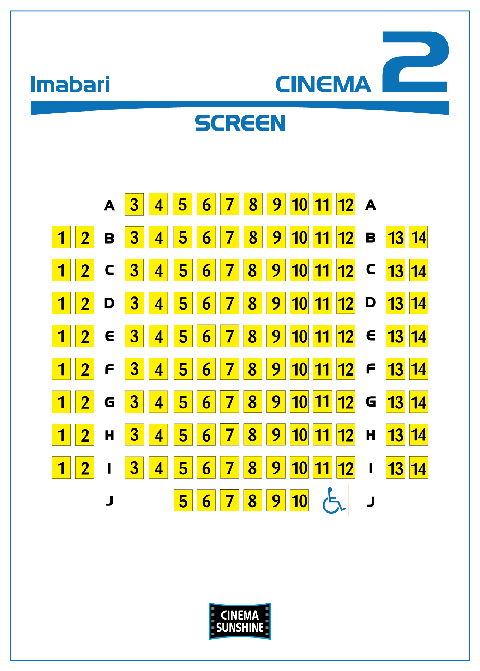 Imabari CINEMA 2
SCREEN
A 3 4 5 6 7 8 9 10 11 12 A
1 2 B 3 4 5 6 7 8 9 10 11 12 B 13 14
1 2 C 3 4 5 6 7 8 9 10 11 12 C 13 14
1 2 D 3 4 5 6 7 8 9 10 11 12 D 13 14
1 2 E 3 4 5 6 7 8 9 10 11 12 E 13 14
1 2 F 3 4 5 6 7 8 9 10 11 12 F 13 14
1 2 G 3 4 5 6 7 8 9 10 11 12 G 13 14
1 2 H 3 4 5 6 7 8 9 10 11 12 H 13 14
1 2 I 3 4 5 6 7 8 9 10 11 12 I 13 14
J 5 6 7 8 9 10 J
CINEMA
SUNSHINE